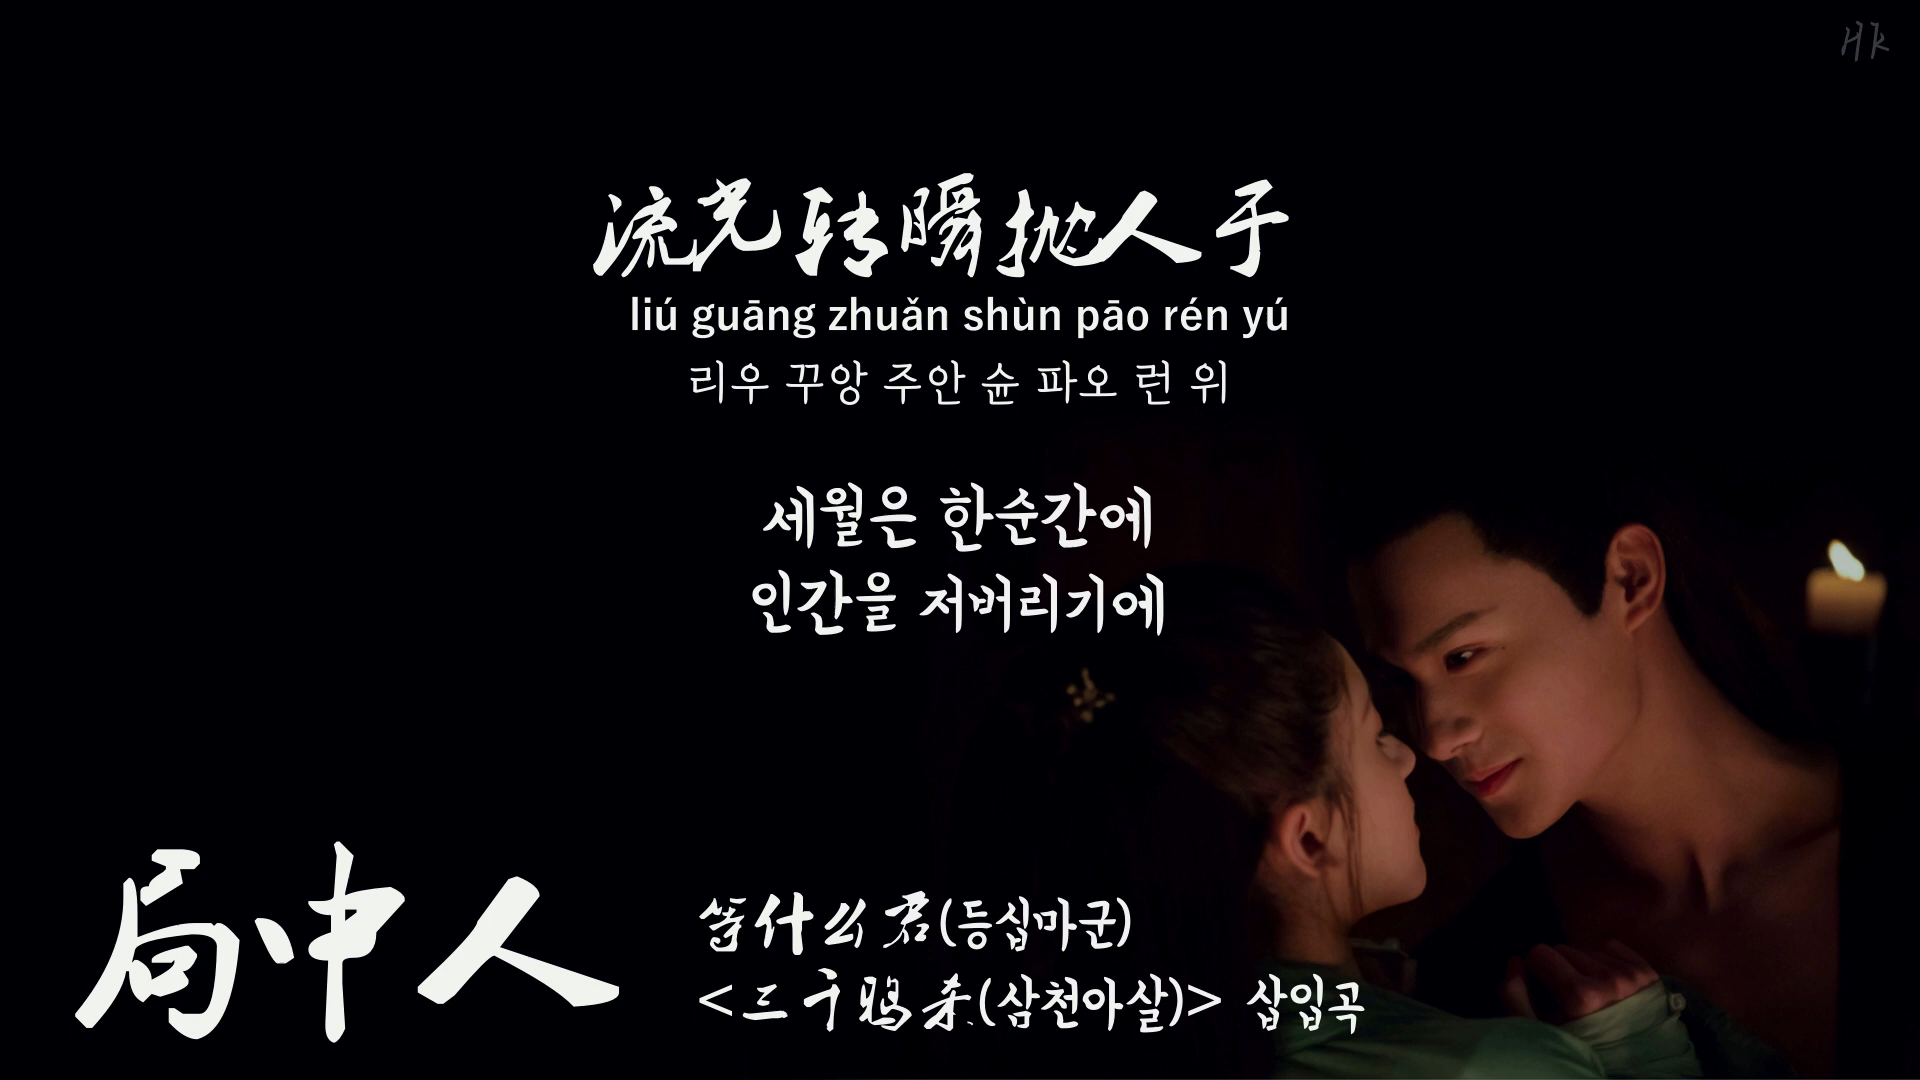 Hk
流光转瞬抛人于
liú guāng zhuǎn shùn pāo rén yú
리우 꾸앙 주안 슌 파오 런 위
세월은 한순간에
인간을 저버리기에
局中人
等什么君(등십마군)
<三千鸦杀(삼천아살)> 삽입곡